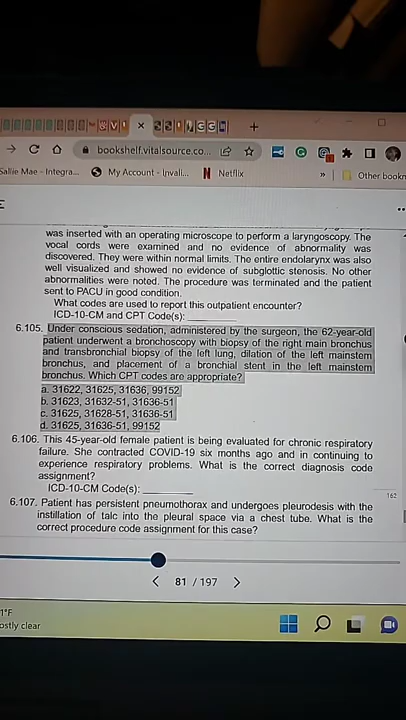 bookshelf.vitalsource.co...
Sallie Mae - Integra...
My Account - Invali...
N Netflix
»
Other bookn
was inserted with an operating microscope to perform a laryngoscopy. The
vocal cords were examined and no evidence of abnormality was
discovered. They were within normal limits. The entire endolarynx was also
well visualized and showed no evidence of subglottic stenosis. No other
abnormalities were noted. The procedure was terminated and the patient
sent to PACU in good condition.
What codes are used to report this outpatient encounter?
ICD-10-CM and CPT Code(s): ________
6.105. Under conscious sedation, administered by the surgeon, the 62-year-old
patient underwent a bronchoscopy with biopsy of the right main bronchus
and transbronchial biopsy of the left lung, dilation of the left mainstem
bronchus, and placement of a bronchial stent in the left mainstem
bronchus. Which CPT codes are appropriate?
a. 31622, 31625, 31636, 99152
b. 31623, 31632-51, 31636-51
c. 31625, 31628-51, 31636-51
d. 31625, 31636-51, 99152
6.106. This 45-year-old female patient is being evaluated for chronic respiratory
failure. She contracted COVID-19 six months ago and in continuing to
experience respiratory problems. What is the correct diagnosis code
assignment?
ICD-10-CM Code(s): ________
162
6.107. Patient has persistent pneumothorax and undergoes pleurodesis with the
instillation of talc into the pleural space via a chest tube. What is the
correct procedure code assignment for this case?
< 81 / 197 >
1°F
ostly clear